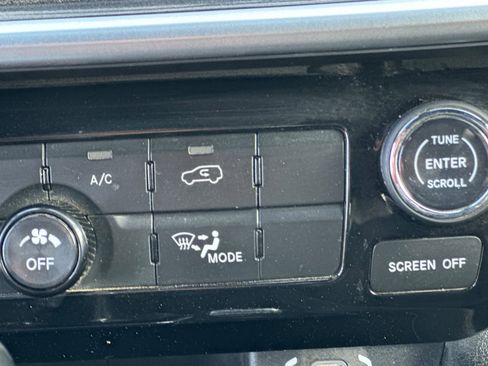 TUNE
A/C
ENTER
SCROLL
OFF
MODE
SCREEN OFF